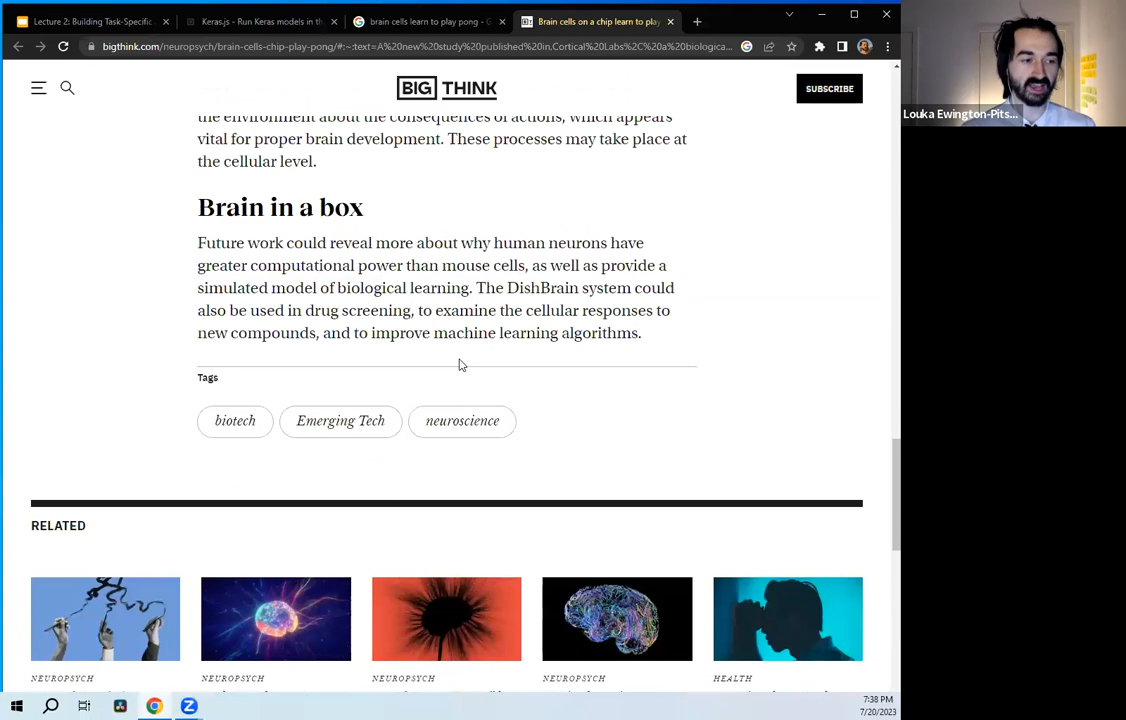 Lecture 2: Building Task-Specific
Keras.js - Run Keras models in th
brain cells learn to play pong - G
Brain cells on a chip learn to play
bigthink.com/neuropsych/brain-cells-chip-play-pong/#:~:text=A%20new%20study%20published%20in,Cortical%20Labs%2C%20a%20biologica...
BIG THINK
SUBSCRIBE
Louka Ewington-Pits...
the environment about the consequences of actions, which appears
vital for proper brain development. These processes may take place at
the cellular level.
Brain in a box
Future work could reveal more about why human neurons have
greater computational power than mouse cells, as well as provide a
simulated model of biological learning. The DishBrain system could
also be used in drug screening, to examine the cellular responses to
new compounds, and to improve machine learning algorithms.
Tags
biotech
Emerging Tech
neuroscience
RELATED
NEUROPSYCH
NEUROPSYCH
NEUROPSYCH
NEUROPSYCH
HEALTH
7:38 PM
7/20/2023